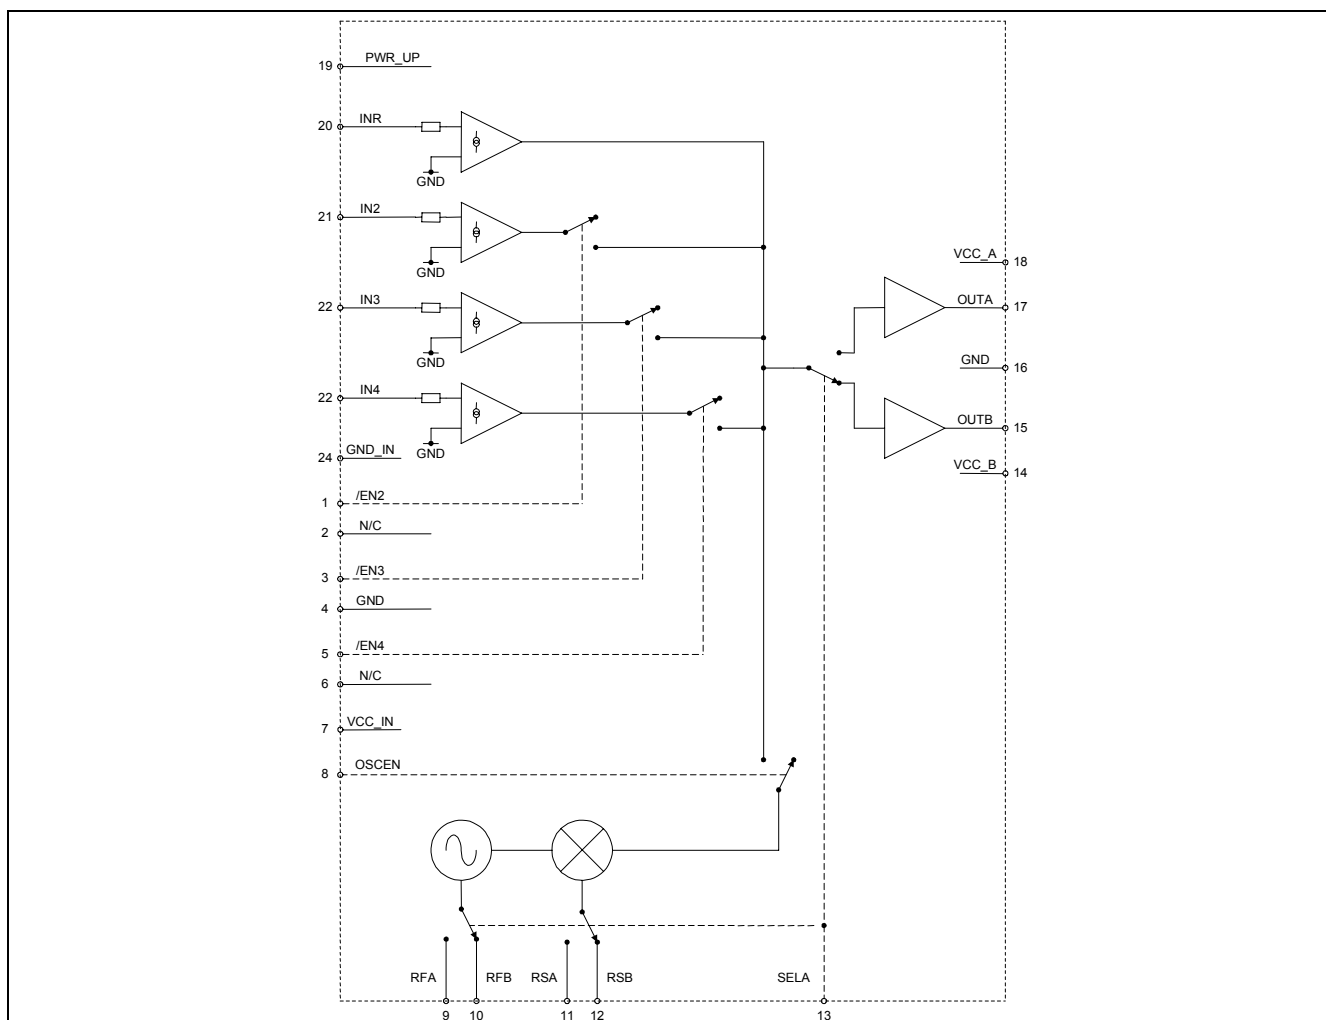 19 PWR_UP
20 INR
GND
21 IN2
GND
22 IN3
GND
22 IN4
GND
24 GND_IN
1 /EN2
2 N/C
3 /EN3
4 GND
5 /EN4
6 N/C
7 VCC_IN
8 OSCEN
VCC_A 18
OUTA 17
GND 16
OUTB 15
VCC_B 14
RFA RFB RSA RSB SELA
9 10 11 12 13